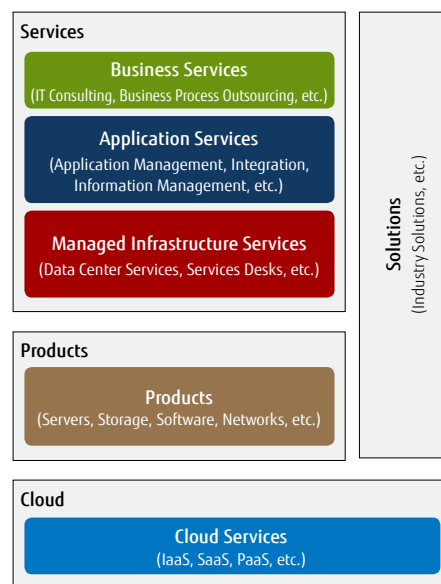 Services
Business Services
(IT Consulting, Business Process Outsourcing, etc.)
Application Services
(Application Management, Integration,
Information Management, etc.)
Managed Infrastructure Services
(Data Center Services, Services Desks, etc.)
Products
Products
(Servers, Storage, Software, Networks, etc.)
Solutions
(Industry Solutions, etc.)
Cloud
Cloud Services
(IaaS, SaaS, PaaS, etc.)